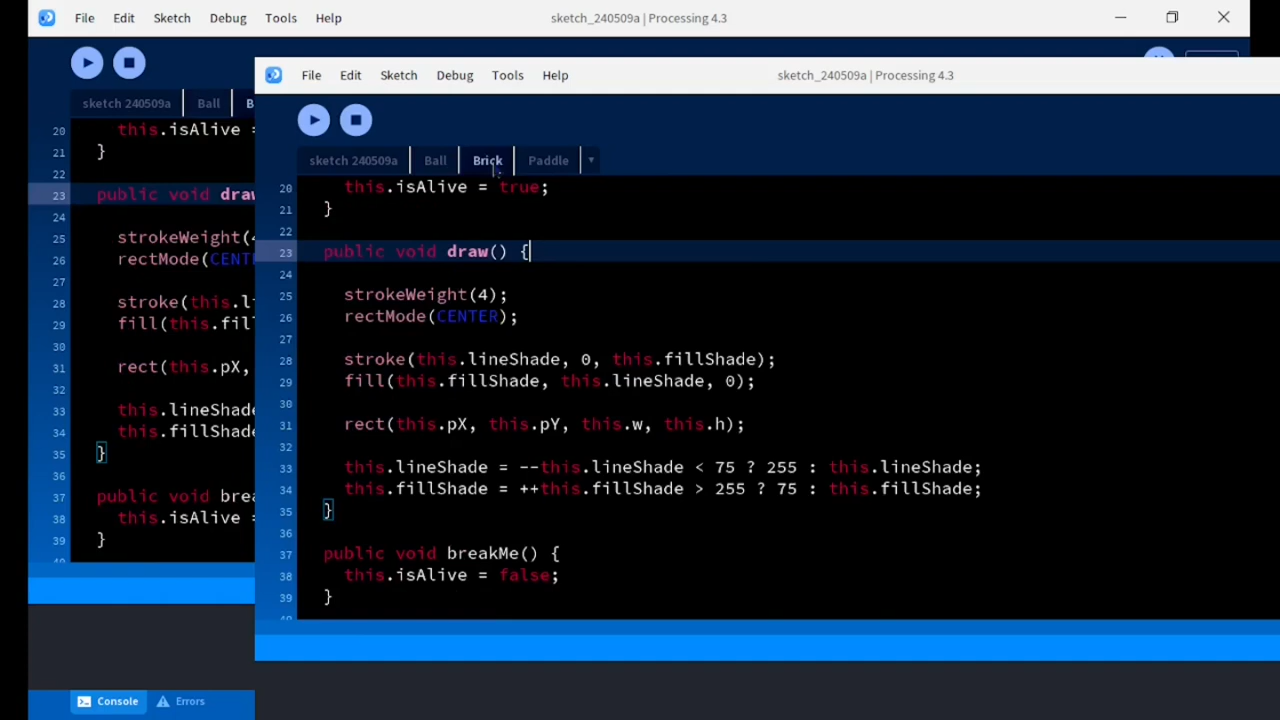 File Edit Sketch Debug Tools Help sketch_240509a | Processing 4.3
sketch 240509a Ball B
20 this.isAlive =
21 }
22
23 public void draw
24
25 strokeWeight(4
26 rectMode(CENT
27
28 stroke(this.l
29 fill(this.fil
30
31 rect(this.pX,
32
33 this.lineShade
34 this.fillShade
35 }
36
37 public void brea
38 this.isAlive =
39 }
Console Errors
File Edit Sketch Debug Tools Help sketch_240509a | Processing 4.3
sketch 240509a Ball Brick Paddle
20 this.isAlive = true;
21 }
22
23 public void draw() {
24
25 strokeWeight(4);
26 rectMode(CENTER);
27
28 stroke(this.lineShade, 0, this.fillShade);
29 fill(this.fillShade, this.lineShade, 0);
30
31 rect(this.pX, this.pY, this.w, this.h);
32
33 this.lineShade = --this.lineShade < 75 ? 255 : this.lineShade;
34 this.fillShade = ++this.fillShade > 255 ? 75 : this.fillShade;
35 }
36
37 public void breakMe() {
38 this.isAlive = false;
39 }